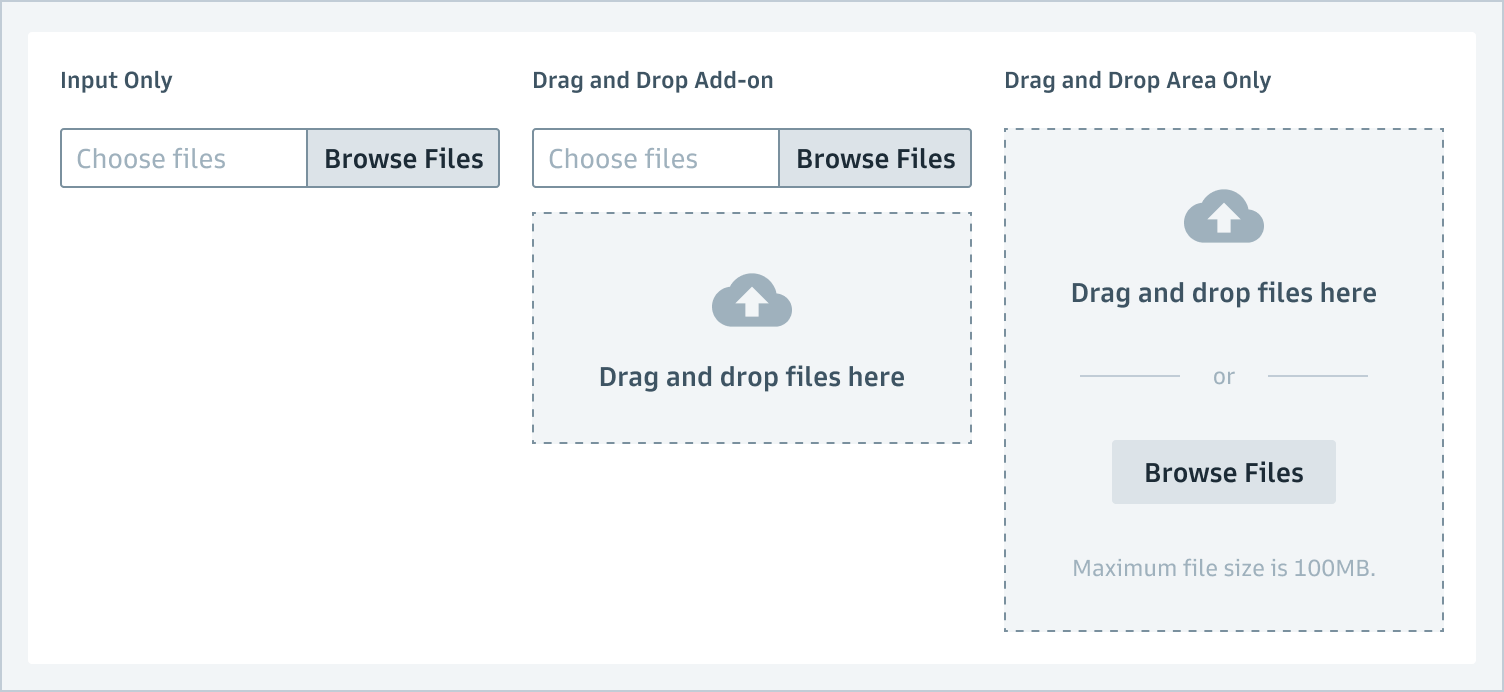 Input Only
Choose files
Browse Files
Drag and Drop Add-on
Choose files
Browse Files
Drag and drop files here
Drag and Drop Area Only
Drag and drop files here
or
Browse Files
Maximum file size is 100MB.